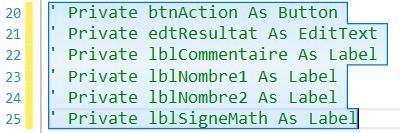 20 ' Private btnAction As Button
21 ' Private edtResultat As EditText
22 ' Private lblCommentaire As Label
23 ' Private lblNombre1 As Label
24 ' Private lblNombre2 As Label
25 ' Private lblSigneMath As Label